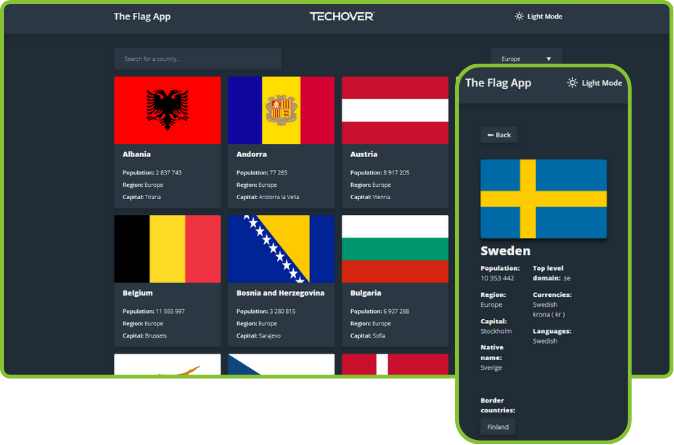 The Flag App
TECHOVER
Light Mode
Search for a country...
Europe
Albania
Population: 2 837 743
Region: Europe
Capital: Tirana
Andorra
Population: 77 265
Region: Europe
Capital: Andorra la Vella
Austria
Population: 8 917 205
Region: Europe
Capital: Vienna
Belgium
Population: 11 555 997
Region: Europe
Capital: Brussels
Bosnia and Herzegovina
Population: 3 280 815
Region: Europe
Capital: Sarajevo
Bulgaria
Population: 6 927 288
Region: Europe
Capital: Sofia
The Flag App
Light Mode
Back
Sweden
Population:
10 353 442
Region:
Europe
Capital:
Stockholm
Native
name:
Sverige
Top level
domain: .se
Currencies:
Swedish
krona ( kr )
Languages:
Swedish
Border
countries:
Finland